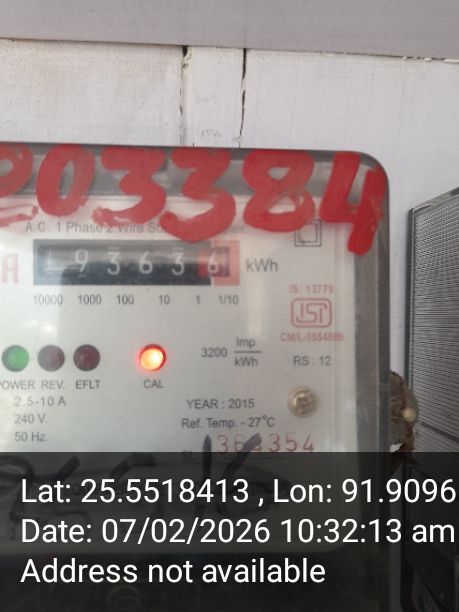 903384
A.C. 1 Phase 2 Wire
193636 kWh
10000 1000 100 10 1 1/10
IS: 13779
ISI
3200 Imp/kWh
RS : 12
POWER REV. EFLT CAL
2.5-10 A
YEAR : 2015
240 V.
Ref. Temp. - 27°C
50 Hz.
Lat: 25.5518413 , Lon: 91.9096
Date: 07/02/2026 10:32:13 am
Address not available